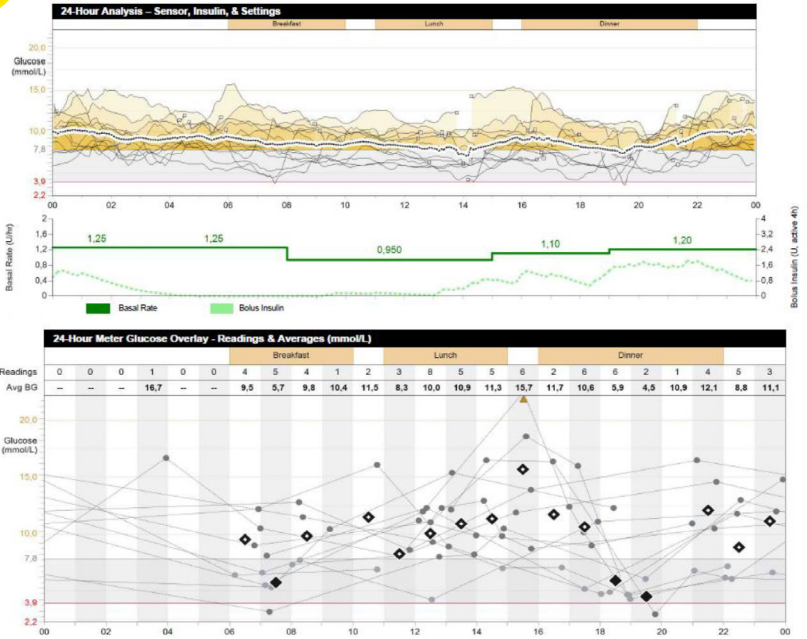 24-Hour Analysis – Sensor, Insulin, & Settings
Breakfast Lunch Dinner
Glucose
(mmol/L)
20,0
15,0
10,0
7,8
3,9
2,2
00 02 04 06 08 10 12 14 16 18 20 22 00
Basal Rate (U/hr)
2
1,6
1,2
0,8
0,4
0
1,25 1,25 0,950 1,10 1,20
4
3,2
2,4
1,6
0,8
0
Bolus Insulin (U, active 4h)
Basal Rate Bolus Insulin
24-Hour Meter Glucose Overlay - Readings & Averages (mmol/L)
Breakfast Lunch Dinner
Readings 0 0 0 1 0 0 4 5 4 1 2 3 8 5 5 6 2 6 6 2 1 4 5 3
Avg BG -- -- -- 16,7 -- -- 9,5 5,7 9,8 10,4 11,5 8,3 10,0 10,9 11,3 15,7 11,7 10,6 5,9 4,5 10,9 12,1 8,8 11,1
Glucose
(mmol/L)
20,0
15,0
10,0
7,8
3,9
2,2
00 02 04 06 08 10 12 14 16 18 20 22 00